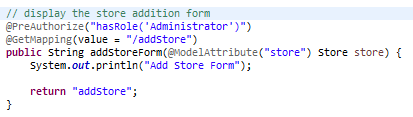 // display the store addition form
@PreAuthorize("hasRole('Administrator')")
@GetMapping(value = "/addStore")
public String addStoreForm(@ModelAttribute("store") Store store) {
    System.out.println("Add Store Form");

    return "addStore";
}